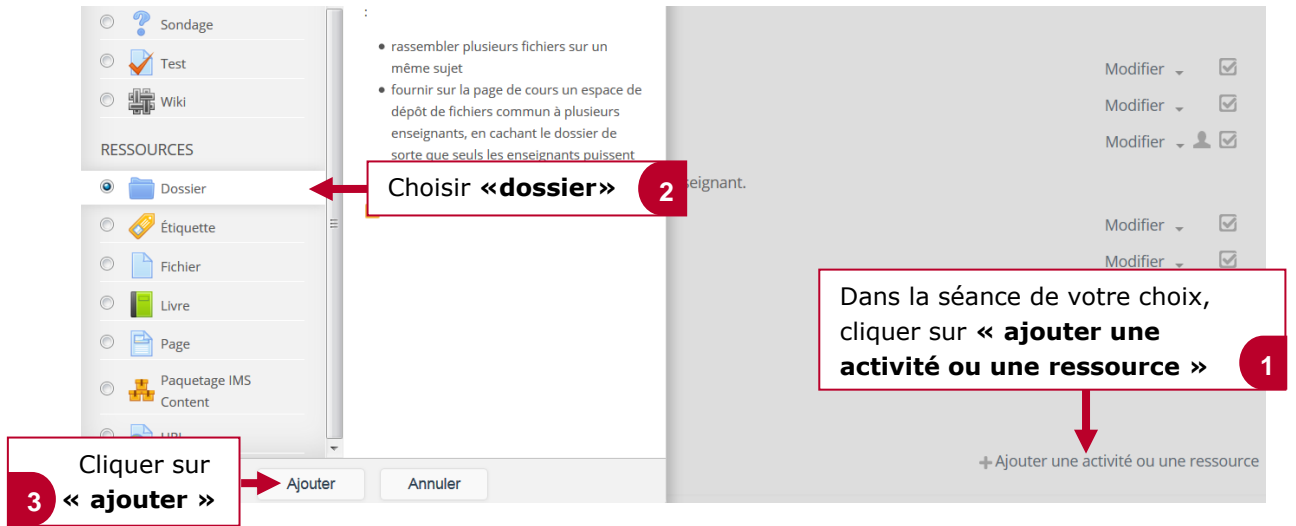 Sondage
Test
Wiki
RESSOURCES
Dossier
Étiquette
Fichier
Livre
Page
Paquetage IMS
Content
URL
:
• rassembler plusieurs fichiers sur un
même sujet
• fournir sur la page de cours un espace de
dépôt de fichiers commun à plusieurs
enseignants, en cachant le dossier de
sorte que seuls les enseignants puissent
Choisir «dossier» 2
seignant.
Modifier
Modifier
Modifier
Modifier
Modifier
Dans la séance de votre choix,
cliquer sur « ajouter une
activité ou une ressource » 1
+ Ajouter une activité ou une ressource
Cliquer sur
3 « ajouter »
Ajouter
Annuler